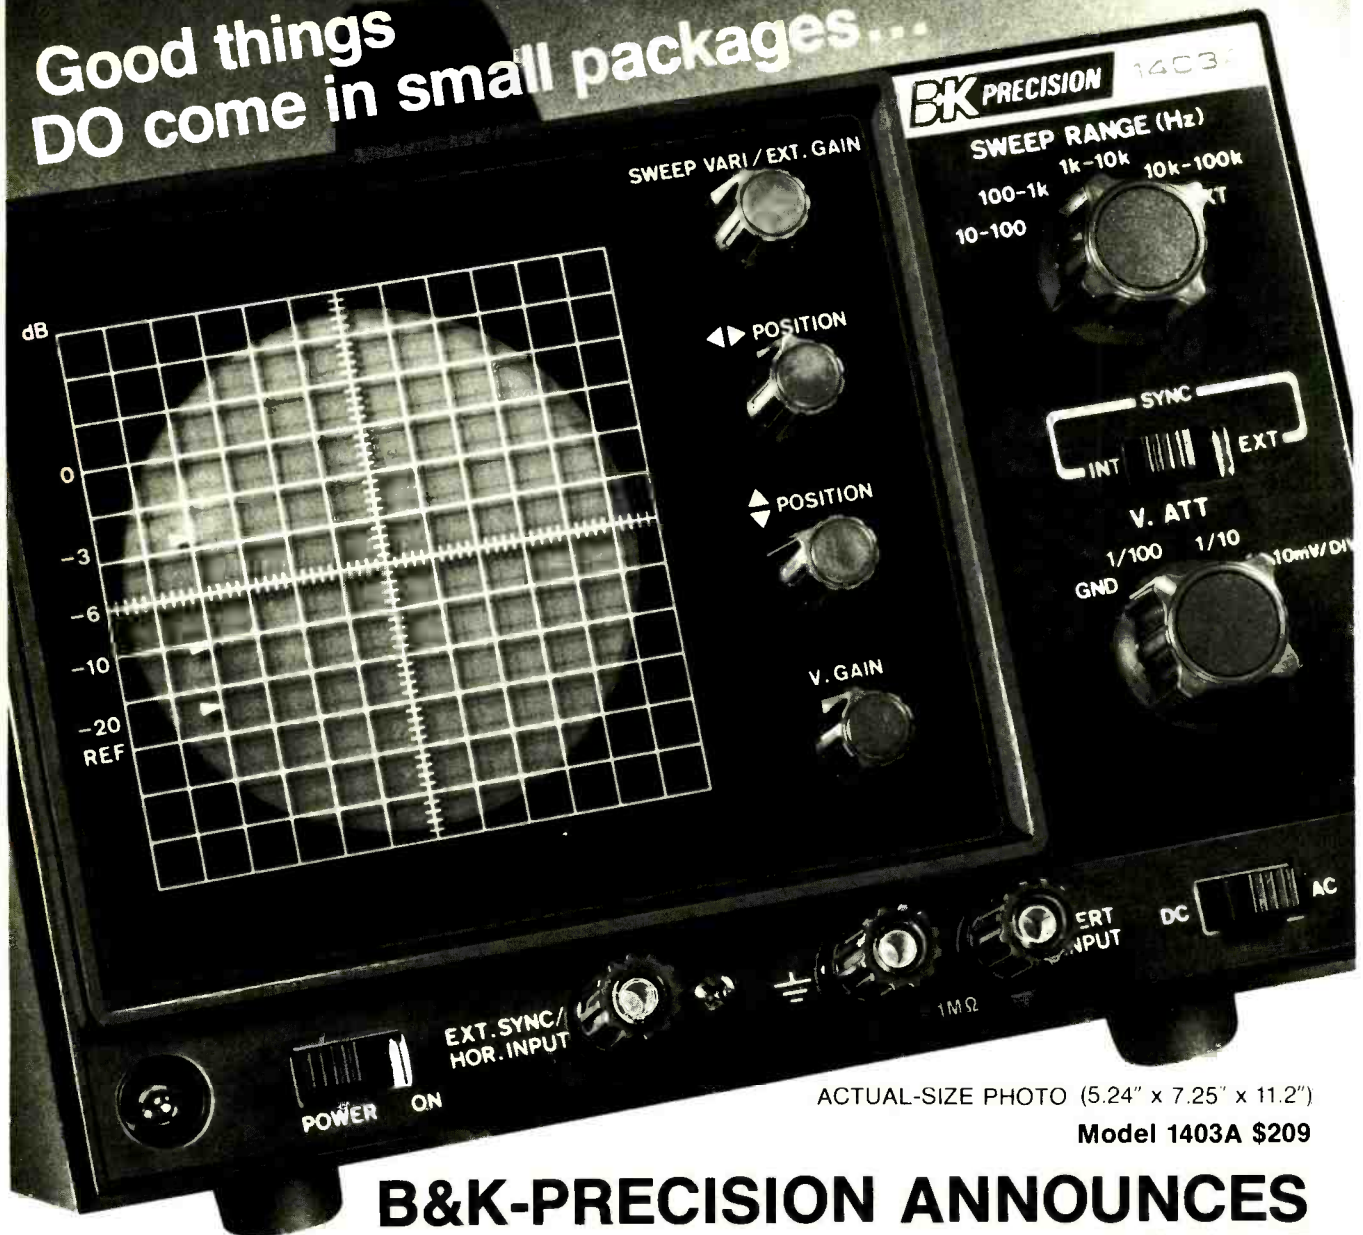 Good things
DO come in small packages...
B&K PRECISION 1403
SWEEP RANGE (Hz)
10-100
100-1k
1k-10k
10k-100k
SWEEP VARI/EXT. GAIN
◀▶ POSITION
▲▼ POSITION
V. GAIN
SYNC
INT
EXT
V. ATT
GND
1/100
1/10
10mV/DIV
dB
0
-3
-6
-10
-20
REF
POWER
ON
EXT. SYNC/
HOR. INPUT
1MΩ
DC
AC
ACTUAL-SIZE PHOTO (5.24" x 7.25" x 11.2")
Model 1403A $209
B&K-PRECISION ANNOUNCES